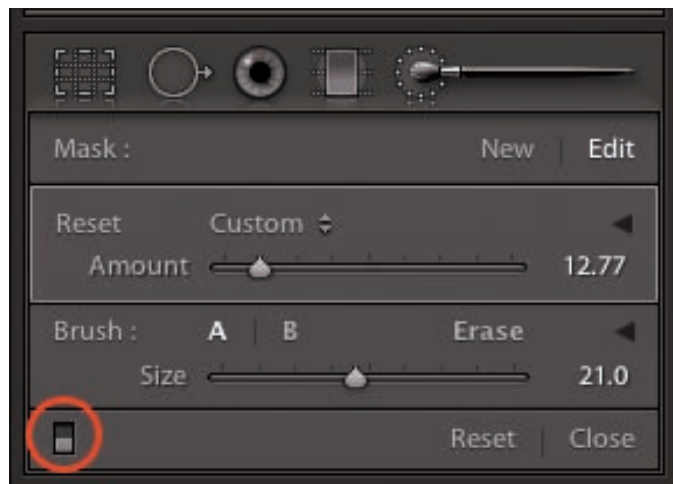 Mask : New | Edit
Reset Custom
Amount 12.77
Brush : A | B Erase
Size 21.0
Reset | Close